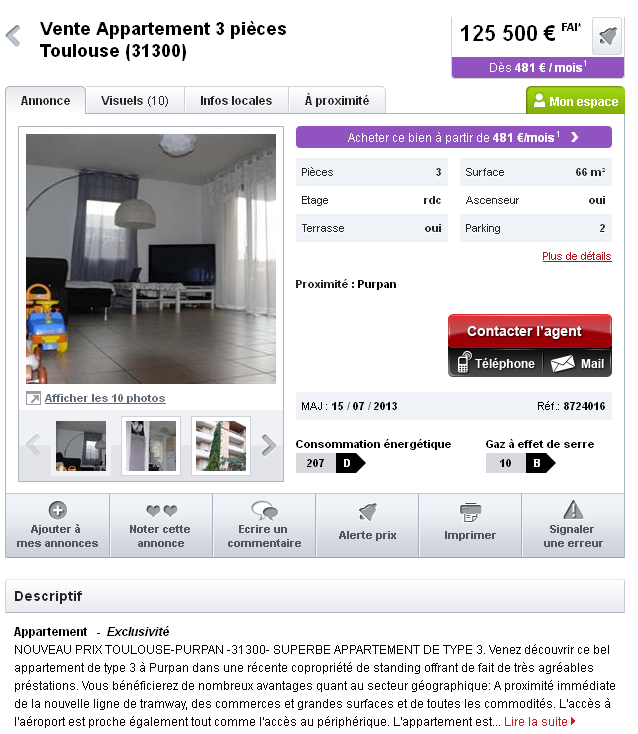 Vente Appartement 3 pièces
Toulouse (31300)
125 500 € FAI*
Dès 481 € / mois 1
Annonce
Visuels (10)
Infos locales
À proximité
Mon espace
Acheter ce bien à partir de 481 €/mois 1
Pièces 3
Surface 66 m²
Etage rdc
Ascenseur oui
Terrasse oui
Parking 2
Plus de détails
Proximité : Purpan
Contacter l'agent
Téléphone
Mail
Afficher les 10 photos
MAJ : 15 / 07 / 2013
Réf.: 8724016
Consommation énergétique
207 D
Gaz à effet de serre
10 B
Ajouter à
mes annonces
Noter cette
annonce
Ecrire un
commentaire
Alerte prix
Imprimer
Signaler
une erreur
Descriptif
Appartement - Exclusivité
NOUVEAU PRIX TOULOUSE-PURPAN -31300- SUPERBE APPARTEMENT DE TYPE 3. Venez découvrir ce bel
appartement de type 3 à Purpan dans une récente copropriété de standing offrant de fait de très agréables
préstations. Vous bénéficierez de nombreux avantages quant au secteur géographique: A proximité immédiate
de la nouvelle ligne de tramway, des commerces et grandes surfaces et de toutes les commodités. L'accès à
l'aéroport est proche également tout comme l'accès au périphérique. L'appartement est... Lire la suite